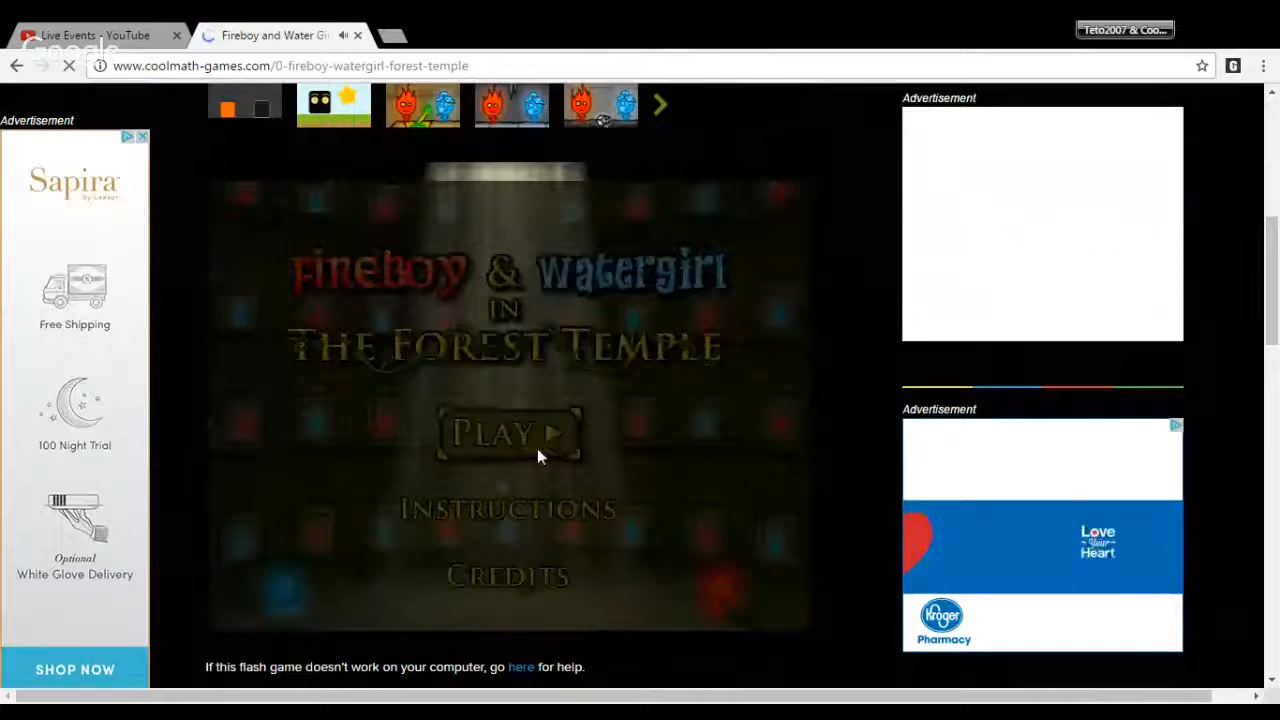 Live Events - YouTube
Fireboy and Water Gi
Teto2007 & Coo...
Google
www.coolmath-games.com/0-fireboy-watergirl-forest-temple
Advertisement
Sapira
by Leesa
Free Shipping
100 Night Trial
Optional
White Glove Delivery
SHOP NOW
Fireboy & Watergirl
in
The Forest Temple
Play
Instructions
Credits
If this flash game doesn't work on your computer, go here for help.
Advertisement
Advertisement
Love
Your
Heart
Kroger
Pharmacy